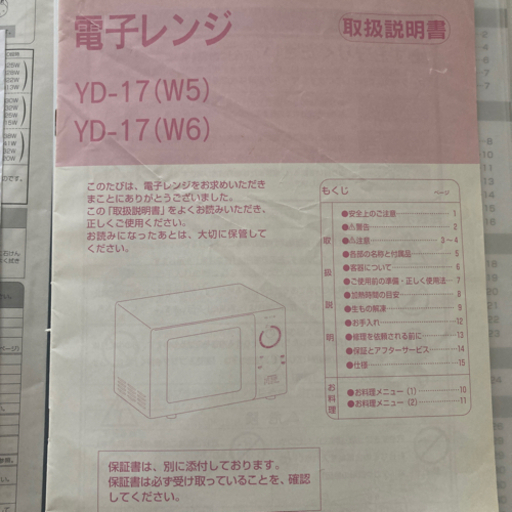 電子レンジ
取扱説明書
YD-17(W5)
YD-17(W6)
このたびは、電子レンジをお求めいただき
まことにありがとうございました。
この「取扱説明書」をよくお読みいただき、
正しくご使用ください。
お読みになったあとは、大切に保管して
ください。
もくじ ページ
取扱説明
●安全上のご注意 1
●⚠警告 2
●⚠注意 3~4
●各部の名称と付属品 5
●容器について 6
●ご使用前の準備・正しく使用法 7
●加熱時間の目安 8
●生もの解凍 9
●お手入れ 12
●修理を依頼される前に 13
●保証とアフターサービス 14
●仕様 15
お料理
●お料理メニュー(1) 10
●お料理メニュー(2) 11
保証書は、別に添付しております。
保証書は必ず受け取っていることを、確認
してください。